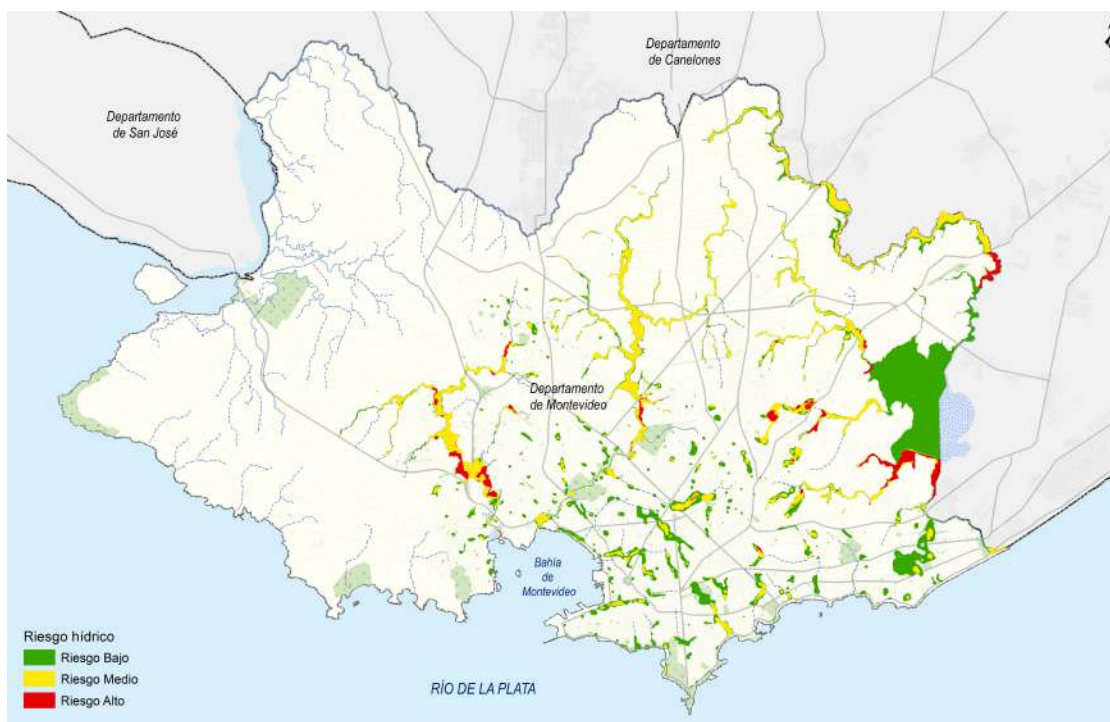 Departamento
de Canelones
Departamento
de San José
Departamento
de Montevideo
Bahía
de
Montevideo
Riesgo hídrico
Riesgo Bajo
Riesgo Medio
Riesgo Alto
RÍO DE LA PLATA